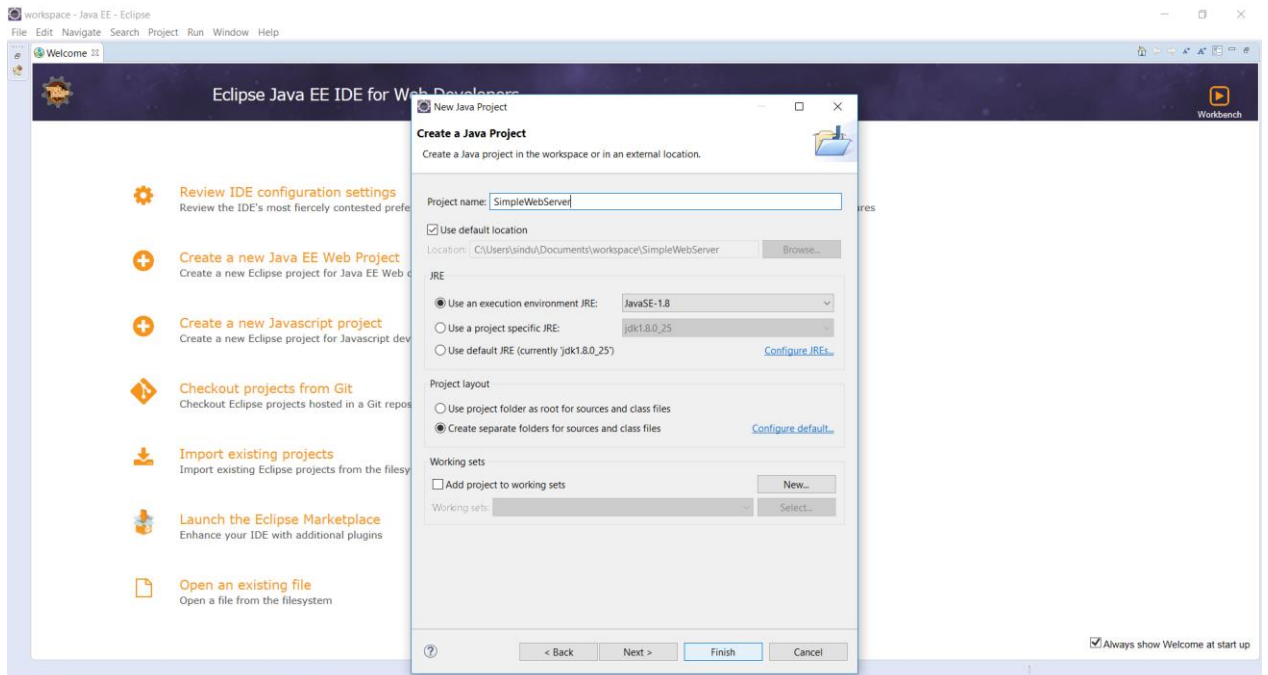 workspace - Java EE - Eclipse
File Edit Navigate Search Project Run Window Help
Welcome
Eclipse Java EE IDE for Web Developers
Workbench
Review IDE configuration settings
Review the IDE's most fiercely contested prefe
Create a new Java EE Web Project
Create a new Eclipse project for Java EE Web
Create a new Javascript project
Create a new Eclipse project for Javascript dev
Checkout projects from Git
Checkout Eclipse projects hosted in a Git repos
Import existing projects
Import existing Eclipse projects from the filesy
Launch the Eclipse Marketplace
Enhance your IDE with additional plugins
Open an existing file
Open a file from the filesystem
ures
New Java Project
Create a Java Project
Create a Java project in the workspace or in an external location.
Project name: SimpleWebServer
Use default location
Location: C:\Users\sindu\Documents\workspace\SimpleWebServer Browse...
JRE
Use an execution environment JRE: JavaSE-1.8
Use a project specific JRE: jdk1.8.0_25
Use default JRE (currently 'jdk1.8.0_25') Configure JREs...
Project layout
Use project folder as root for sources and class files
Create separate folders for sources and class files Configure default...
Working sets
Add project to working sets New...
Working sets: Select...
? < Back Next > Finish Cancel
Always show Welcome at start up